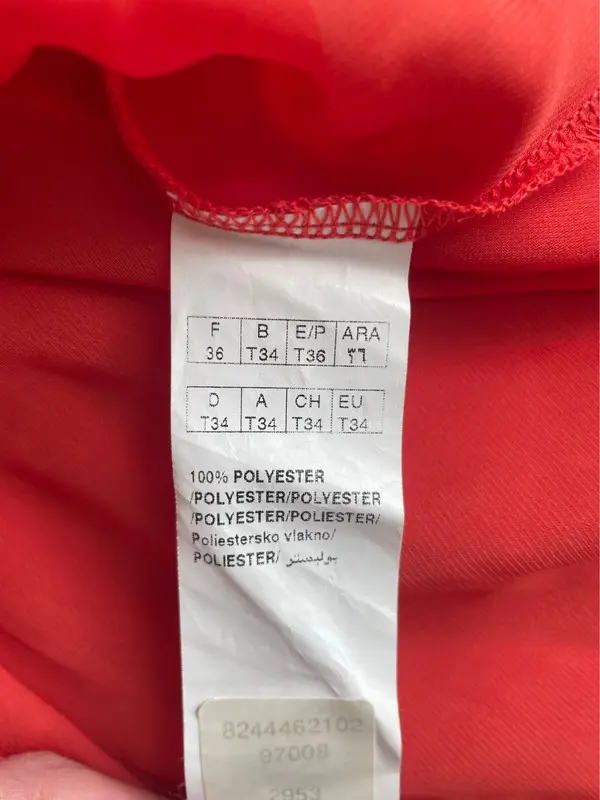 F B E/P ARA
36 T34 T36 ٣٦
D A CH EU
T34 T34 T34 T34
100% POLYESTER
/POLYESTER/POLYESTER
/POLYESTER/POLIESTER/
Poliestersko vlakno/
POLIESTER/ بوليستر
8244462102
97008
2953